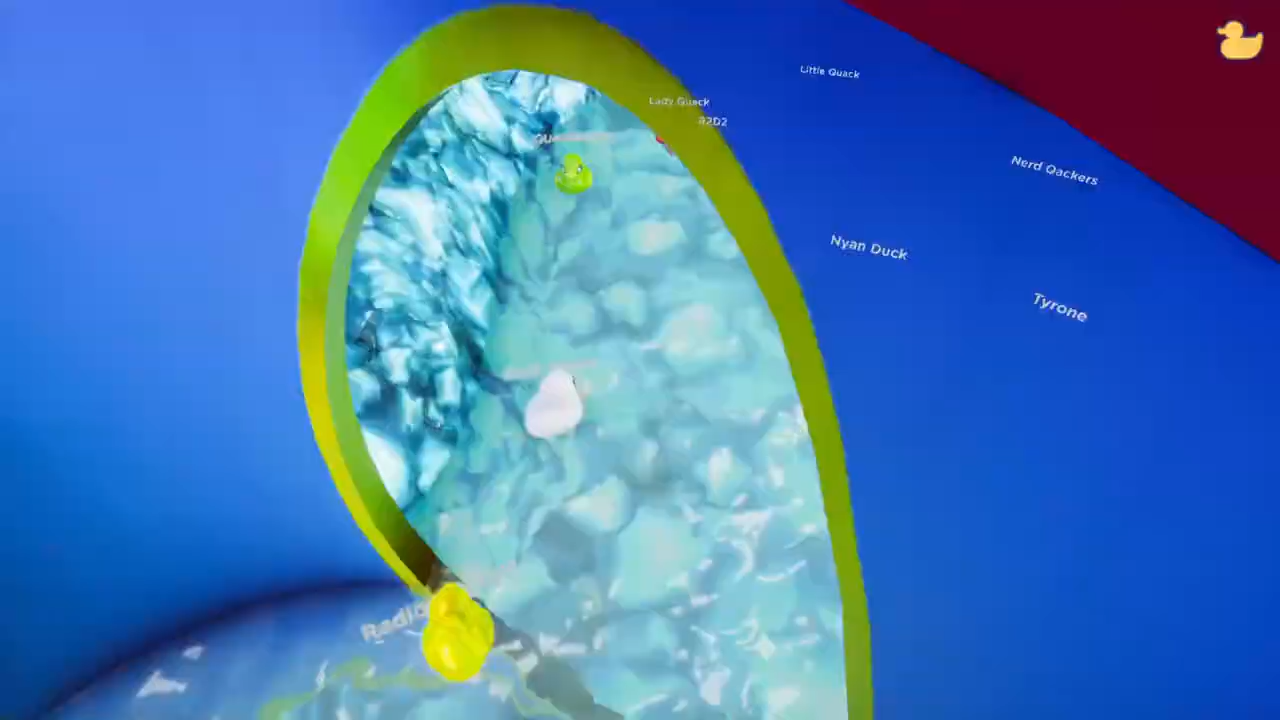 Little Quack
Lady Quack
R2D2
Nerd Qackers
Nyan Duck
Tyrone